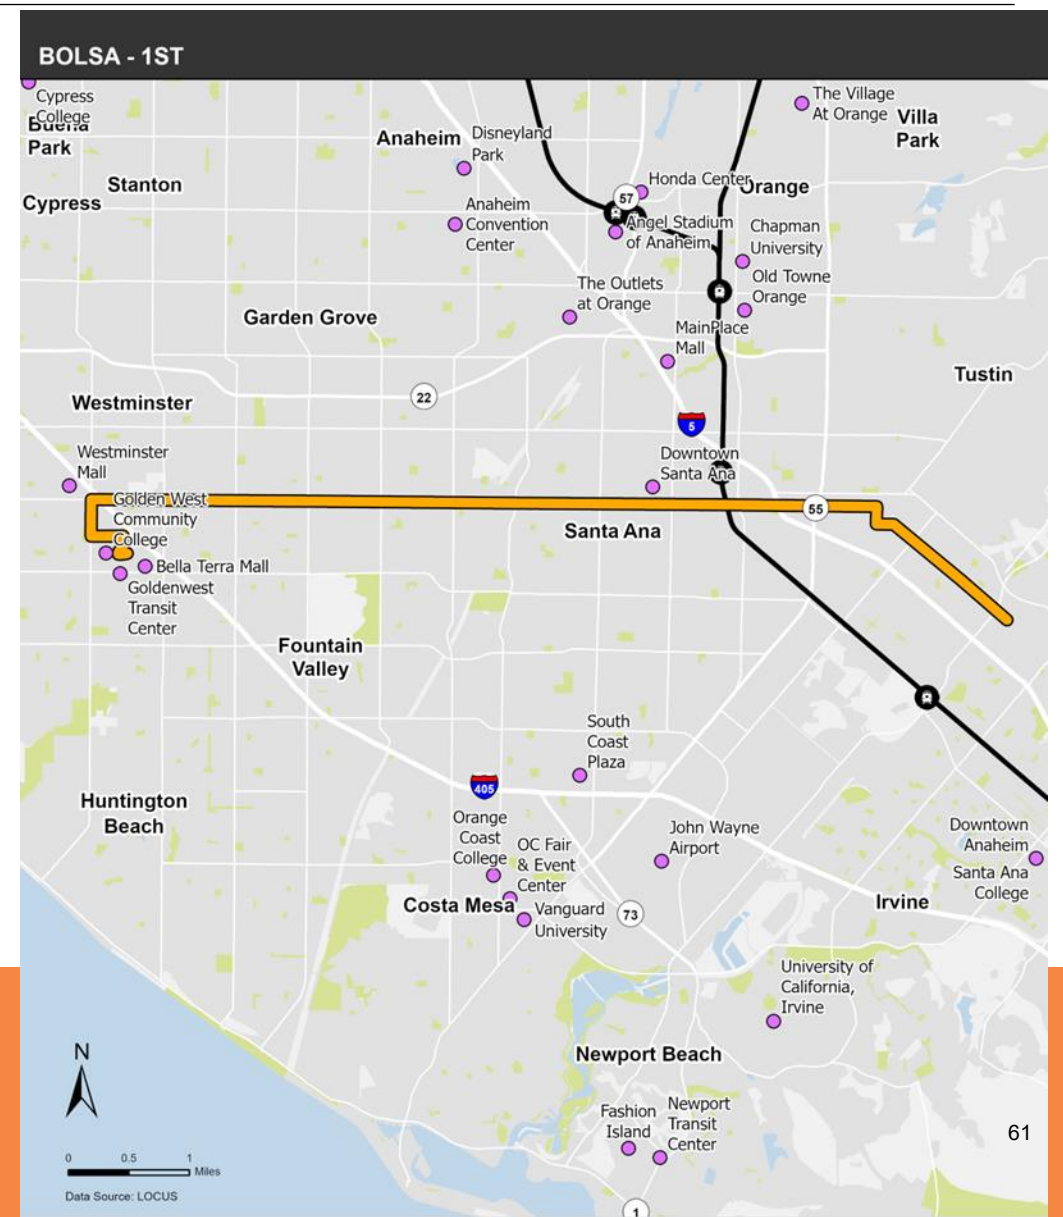 BOLSA - 1ST
Cypress
College
Buena
Park
Stanton
Cypress
Anaheim
Disneyland
Park
Anaheim
Convention
Center
The Village
At Orange
Villa
Park
Honda Center
57
Orange
Angel Stadium
of Anaheim
Chapman
University
Old Towne
Orange
The Outlets
at Orange
MainPlace
Mall
Garden Grove
Tustin
22
Westminster
5
Westminster
Mall
Downtown
Santa Ana
Golden West
Community
College
55
Santa Ana
Bella Terra Mall
Goldenwest
Transit
Center
Fountain
Valley
South
Coast
Plaza
405
Huntington
Beach
Orange
Coast
College
OC Fair
& Event
Center
John Wayne
Airport
Downtown
Anaheim
Santa Ana
College
Costa Mesa
Vanguard
University
73
Irvine
University of
California,
Irvine
N
Newport Beach
Fashion
Island
Newport
Transit
Center
61
0 0.5 1
Miles
Data Source: LOCUS
1